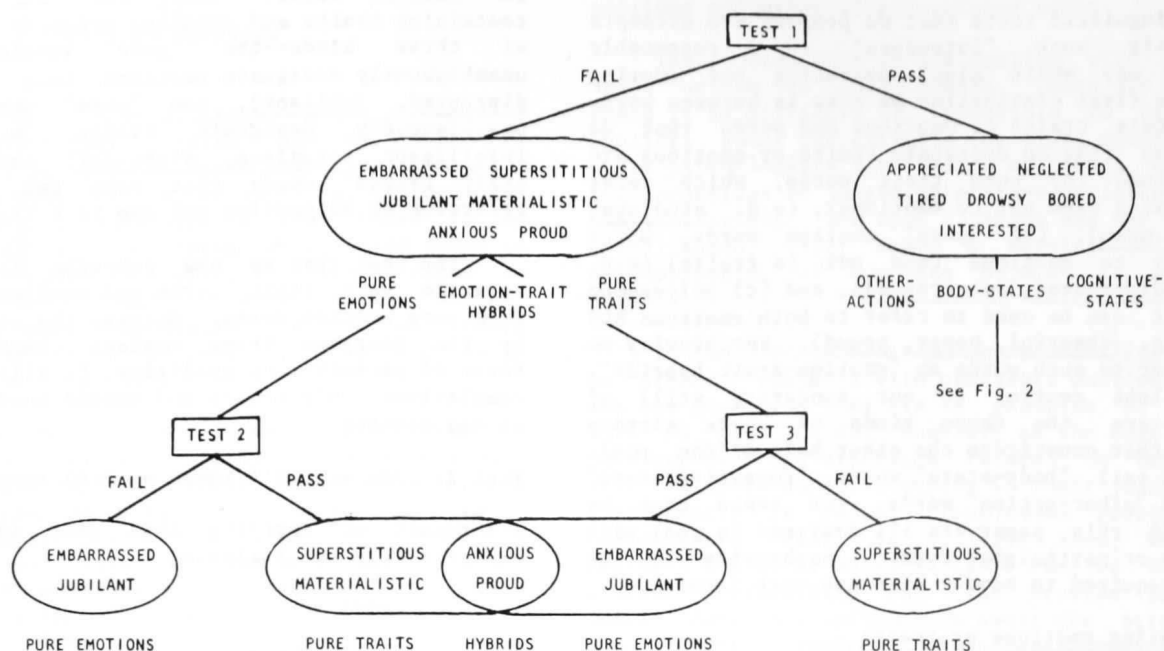 TEST 1
FAIL
PASS
EMBARRASSED SUPERSITITIOUS
JUBILANT MATERIALISTIC
ANXIOUS PROUD
APPRECIATED NEGLECTED
TIRED DROWSY BORED
INTERESTED
PURE
EMOTIONS
EMOTION-TRAIT
HYBRIDS
PURE
TRAITS
OTHER-
ACTIONS
BODY-STATES
COGNITIVE-
STATES
See Fig. 2
TEST 2
TEST 3
FAIL
PASS
PASS
FAIL
EMBARRASSED
JUBILANT
SUPERSTITIOUS
MATERIALISTIC
ANXIOUS
PROUD
EMBARRASSED
JUBILANT
SUPERSTITIOUS
MATERIALISTIC
PURE EMOTIONS
PURE TRAITS
HYBRIDS
PURE EMOTIONS
PURE TRAITS